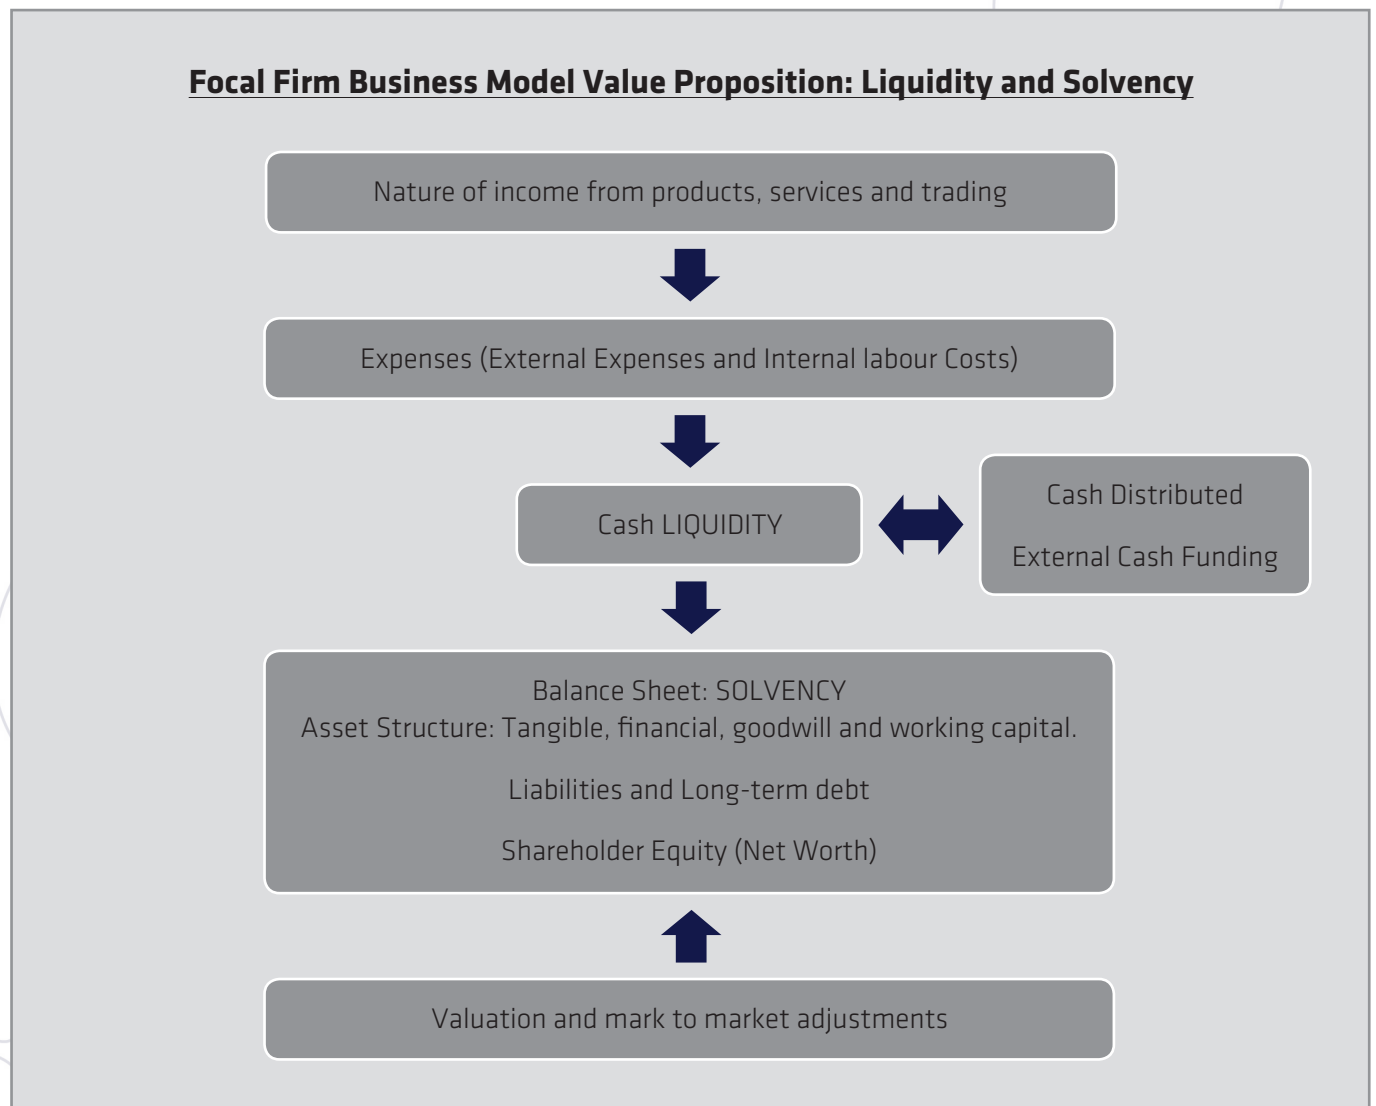 Focal Firm Business Model Value Proposition: Liquidity and Solvency
Nature of income from products, services and trading
Expenses (External Expenses and Internal labour Costs)
Cash LIQUIDITY
Cash Distributed
External Cash Funding
Balance Sheet: SOLVENCY
Asset Structure: Tangible, financial, goodwill and working capital.
Liabilities and Long-term debt
Shareholder Equity (Net Worth)
Valuation and mark to market adjustments